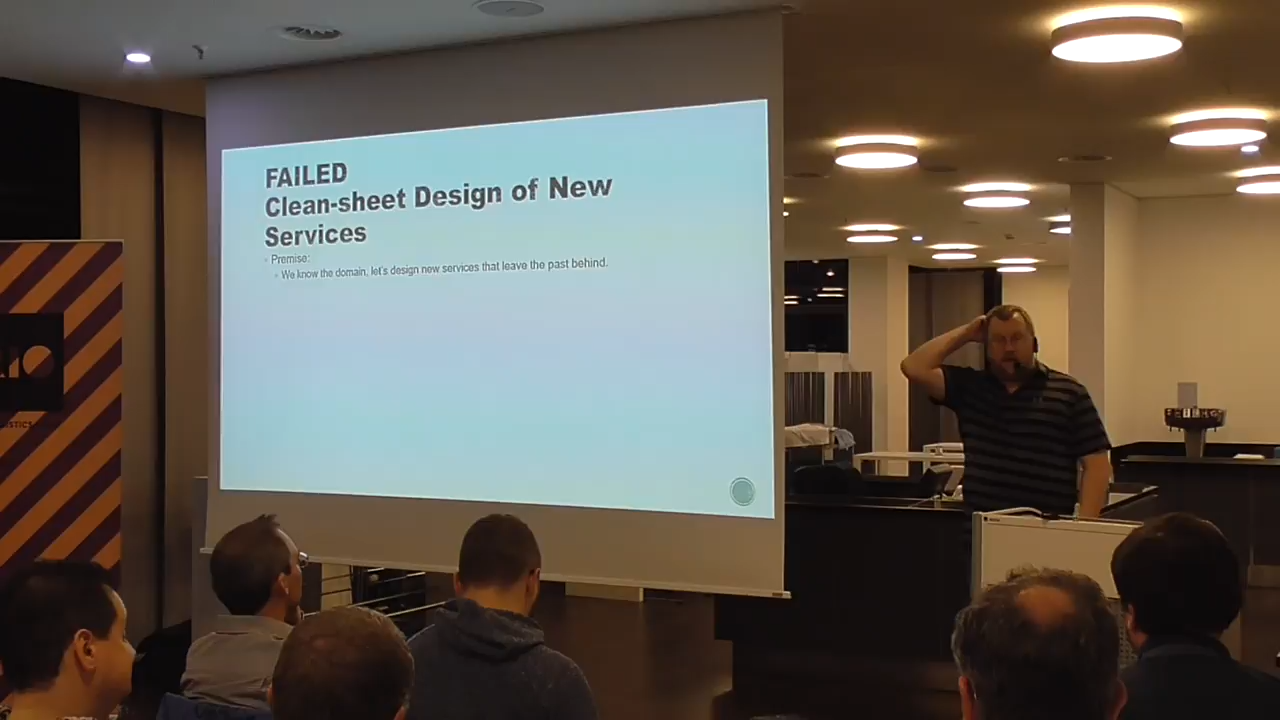 FAILED
Clean-sheet Design of New
Services
Premise:
We know the domain, let's design new services that leave the past behind.